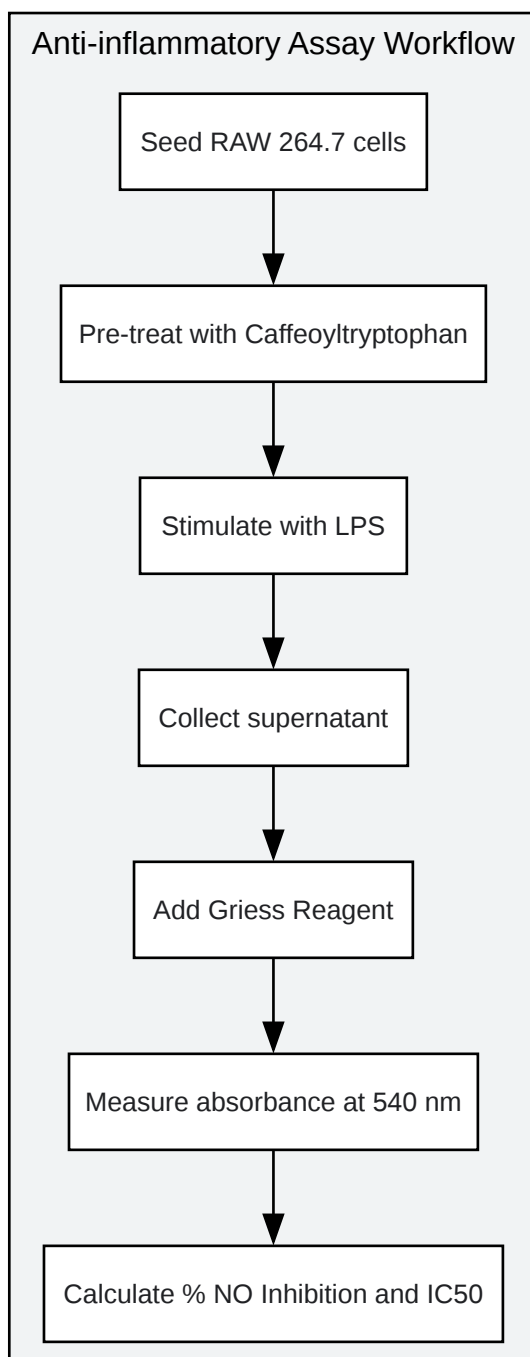 Anti-inflammatory Assay Workflow
Seed RAW 264.7 cells
Pre-treat with Caffeoyltryptophan
Stimulate with LPS
Collect supernatant
Add Griess Reagent
Measure absorbance at 540 nm
Calculate % NO Inhibition and IC50